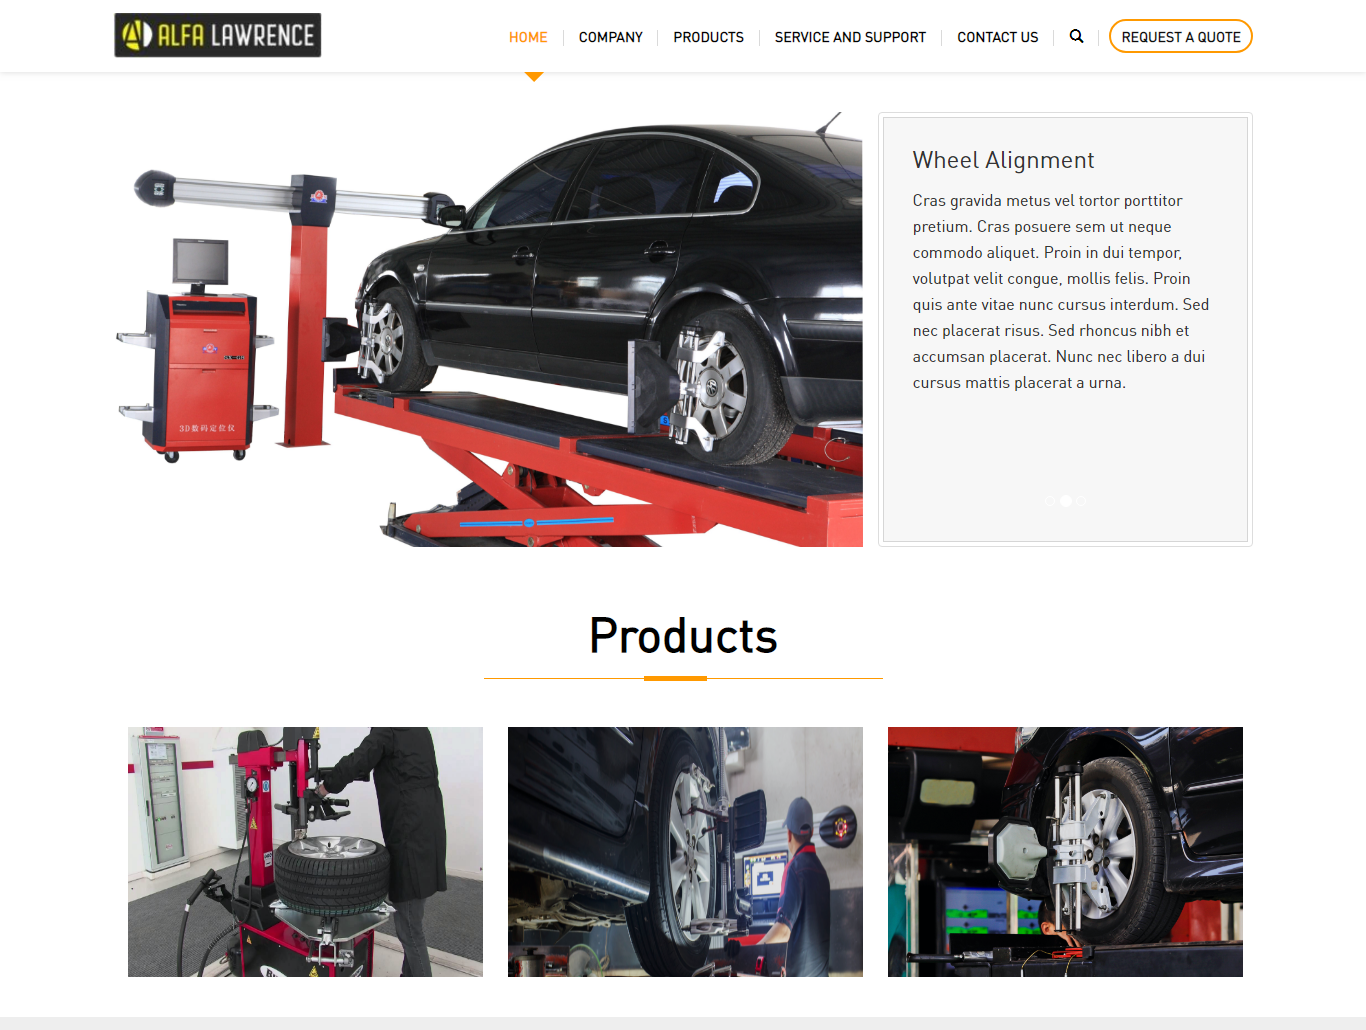 ALFA LAWRENCE
HOME
COMPANY
PRODUCTS
SERVICE AND SUPPORT
CONTACT US
REQUEST A QUOTE
3D数码定位仪
Wheel Alignment
Cras gravida metus vel tortor porttitor
pretium. Cras posuere sem ut neque
commodo aliquet. Proin in dui tempor,
volutpat velit congue, mollis felis. Proin
quis ante vitae nunc cursus interdum. Sed
nec placerat risus. Sed rhoncus nibh et
accumsan placerat. Nunc nec libero a dui
cursus mattis placerat a urna.
Products